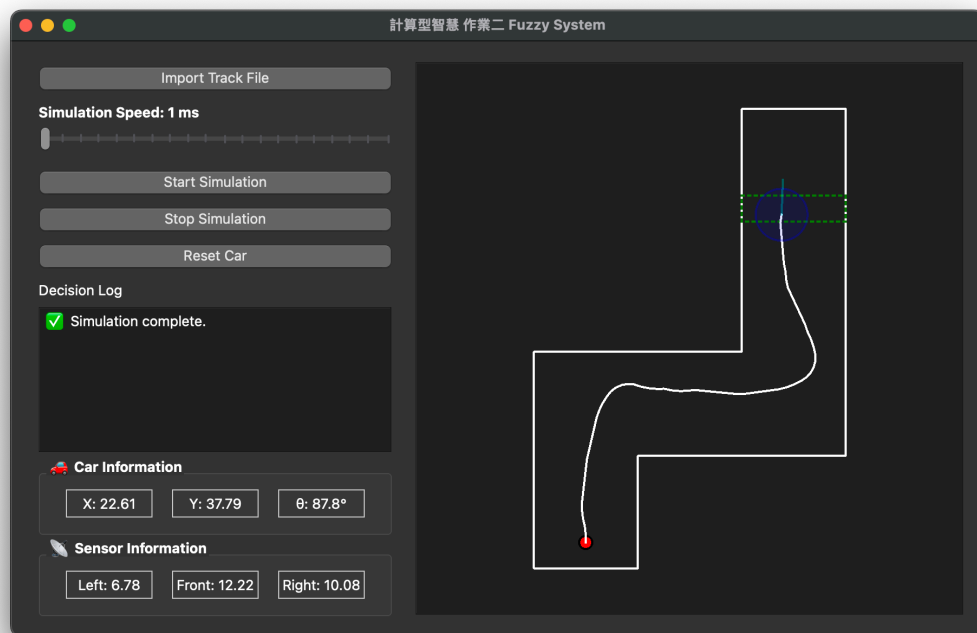 計算型智慧 作業二 Fuzzy System
Import Track File
Simulation Speed: 1 ms
Start Simulation
Stop Simulation
Reset Car
Decision Log
✅ Simulation complete.
🚗 Car Information
X: 22.61
Y: 37.79
θ: 87.8°
📡 Sensor Information
Left: 6.78
Front: 12.22
Right: 10.08